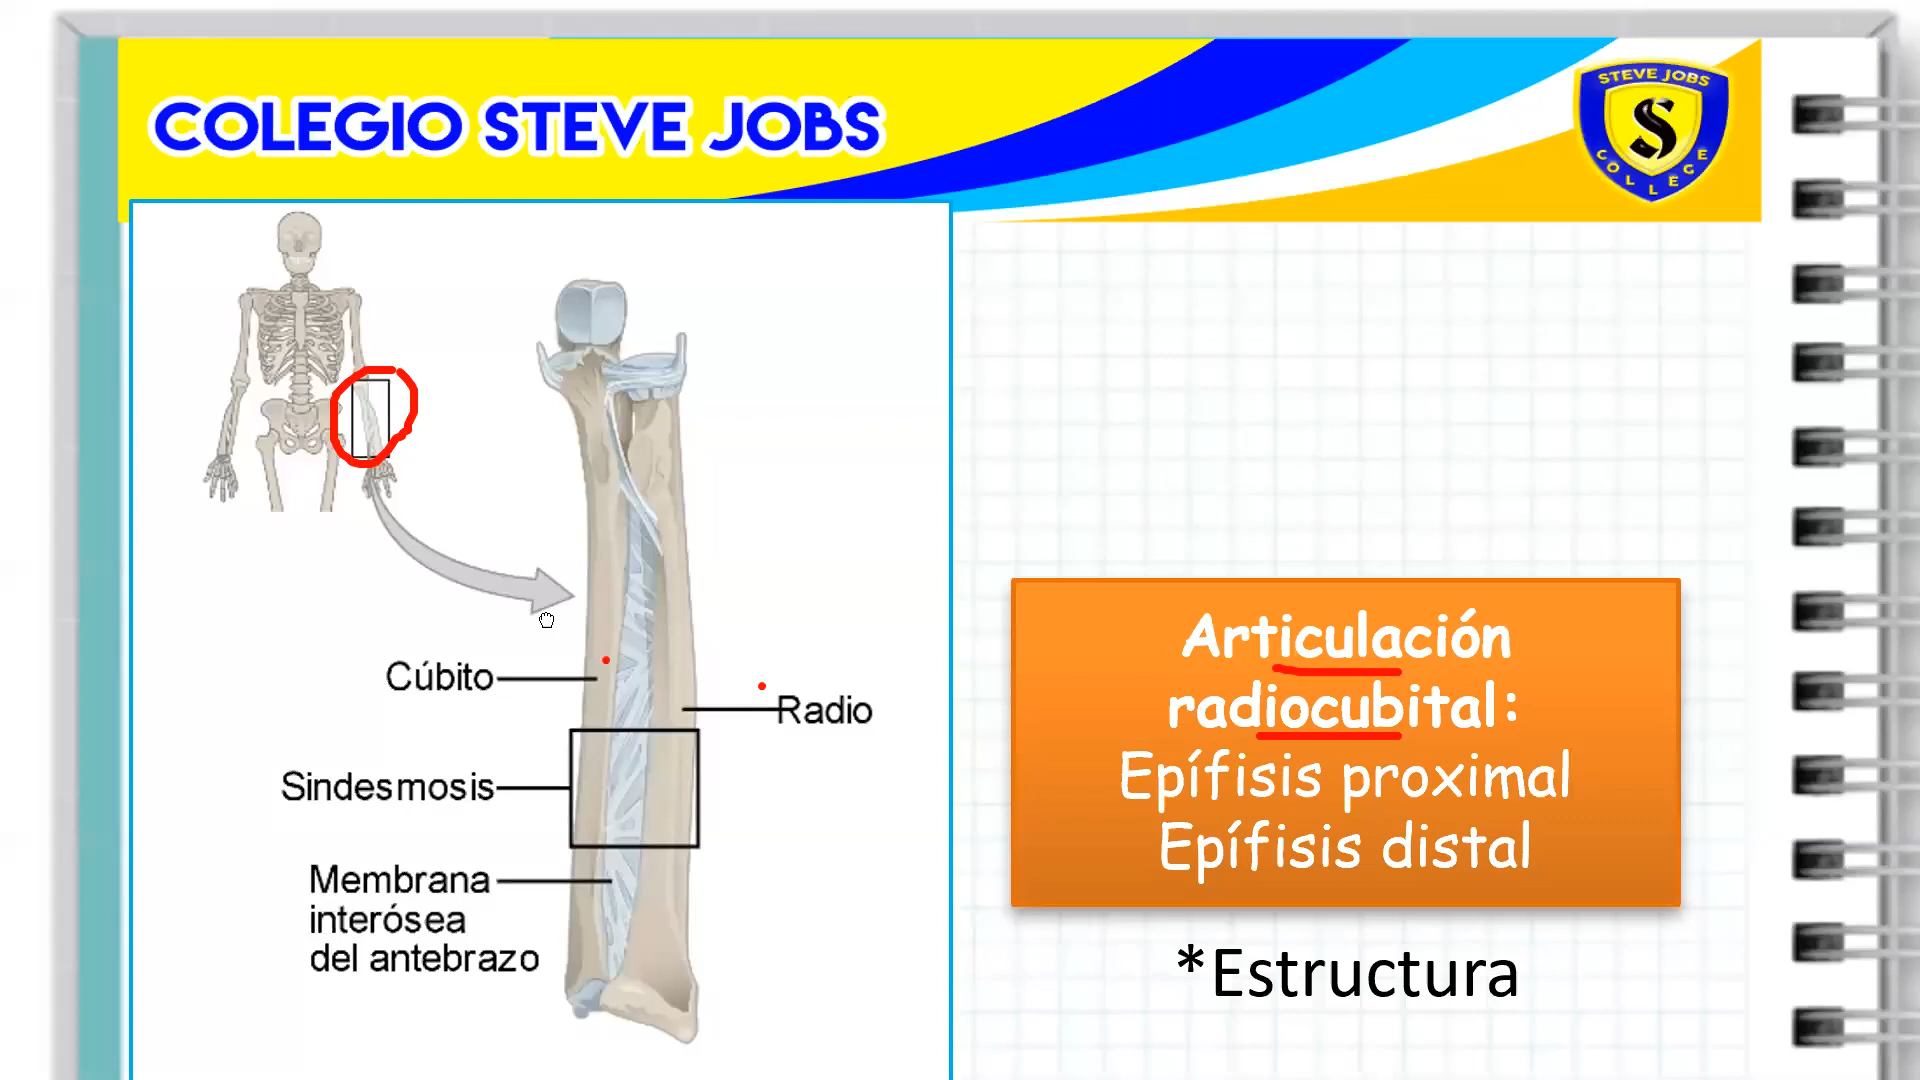 COLEGIO STEVE JOBS
STEVE JOBS
S
COLLEGE
Cúbito
Radio
Sindesmosis
Membrana
interósea
del antebrazo
Articulación
radiocubital:
Epífisis proximal
Epífisis distal
*Estructura